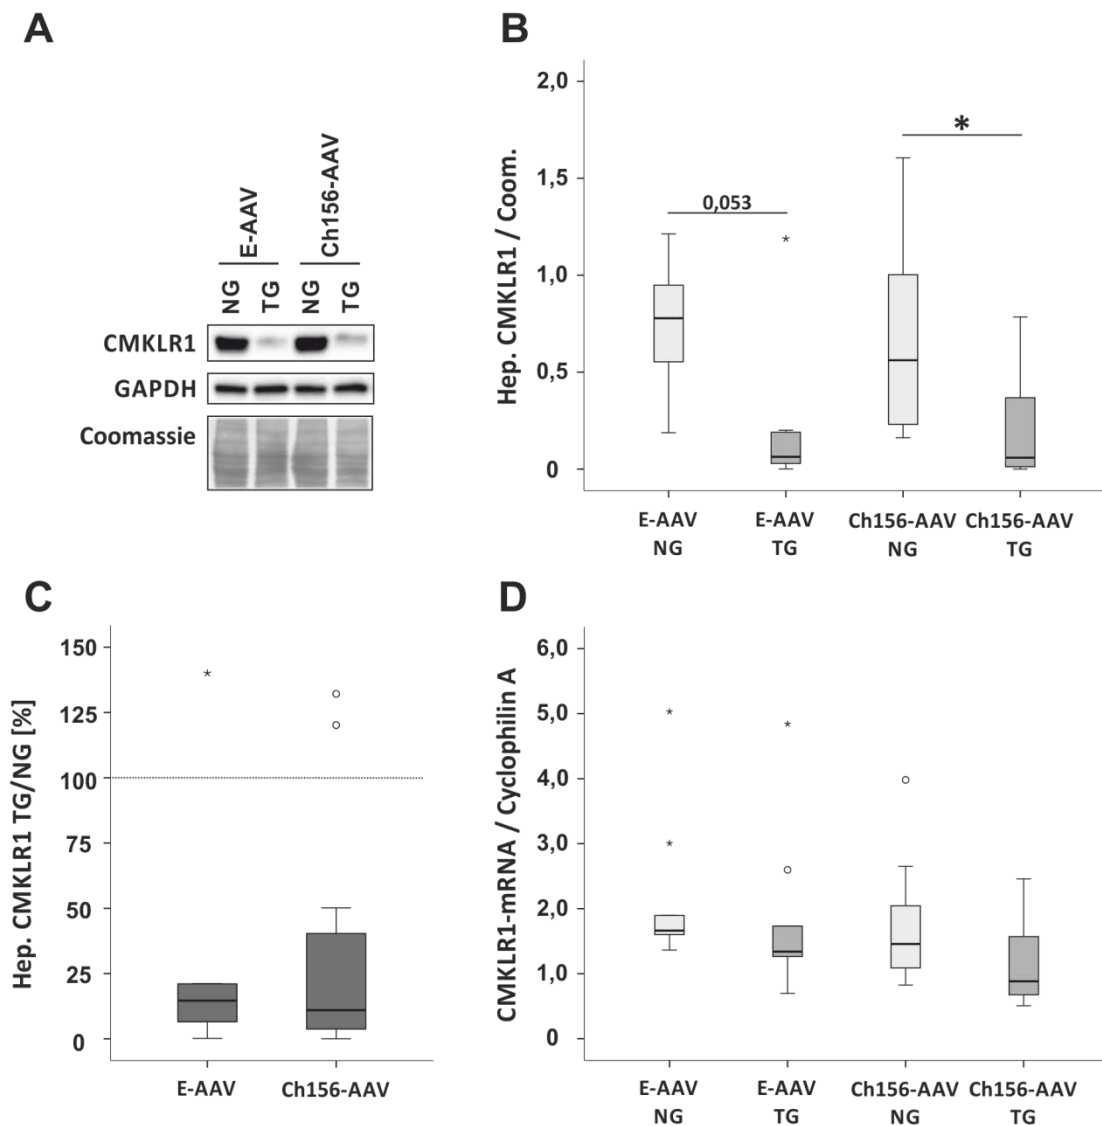 A
E-AAV
Ch156-AAV
NG
TG
NG
TG
CMKLR1
GAPDH
Coomassie
B
Hep. CMKLR1 / Coom.
2,0
1,5
1,0
0,5
0
0,053
*
*
E-AAV
NG
E-AAV
TG
Ch156-AAV
NG
Ch156-AAV
TG
C
Hep. CMKLR1 TG/NG [%]
150
125
100
75
50
25
0
*
E-AAV
Ch156-AAV
D
CMKLR1-mRNA / Cyclophilin A
6,0
5,0
4,0
3,0
2,0
1,0
0
*
*
*
E-AAV
NG
E-AAV
TG
Ch156-AAV
NG
Ch156-AAV
TG